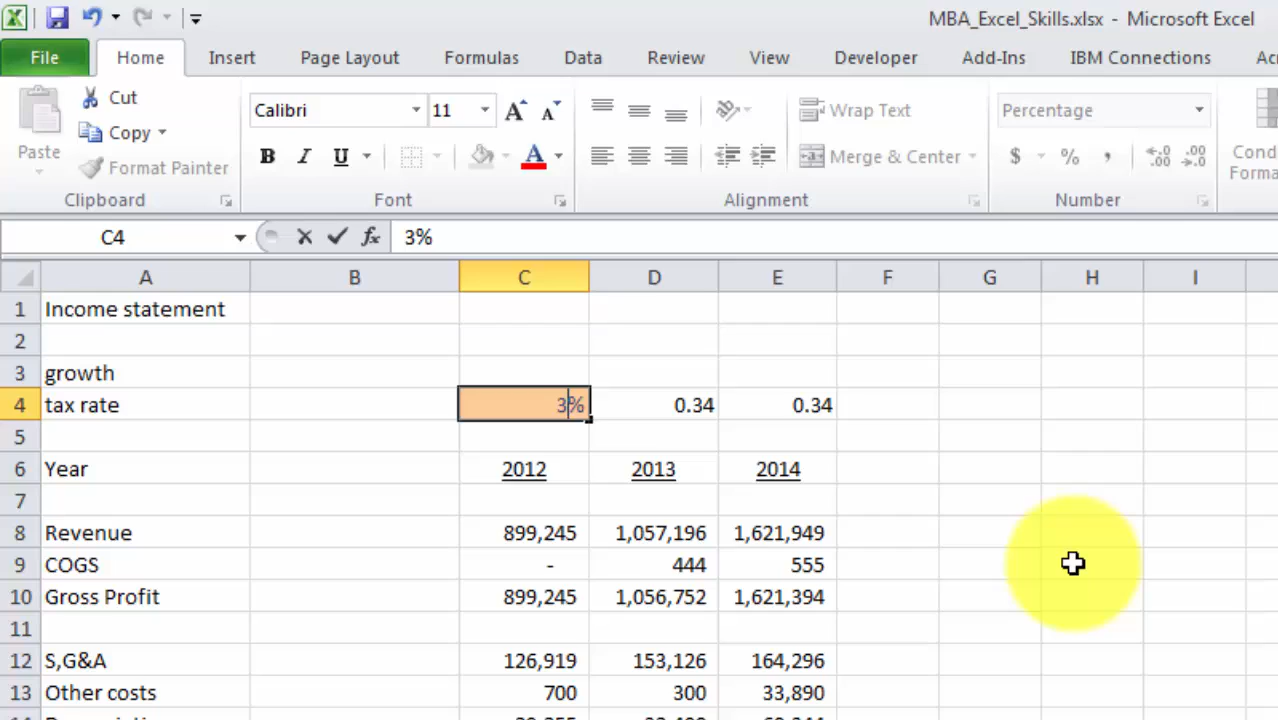 MBA_Excel_Skills.xlsx - Microsoft Excel
File Home Insert Page Layout Formulas Data Review View Developer Add-Ins IBM Connections
Paste Cut Calibri 11 Wrap Text Percentage
Copy
Format Painter B I U A Merge & Center $ % , Cond
Clipboard Font Alignment Number
C4 fx 3%
A B C D E F G H I
1 Income statement
2
3 growth
4 tax rate 3% 0.34 0.34
5
6 Year 2012 2013 2014
7
8 Revenue 899,245 1,057,196 1,621,949
9 COGS - 444 555
10 Gross Profit 899,245 1,056,752 1,621,394
11
12 S,G&A 126,919 153,126 164,296
13 Other costs 700 300 33,890